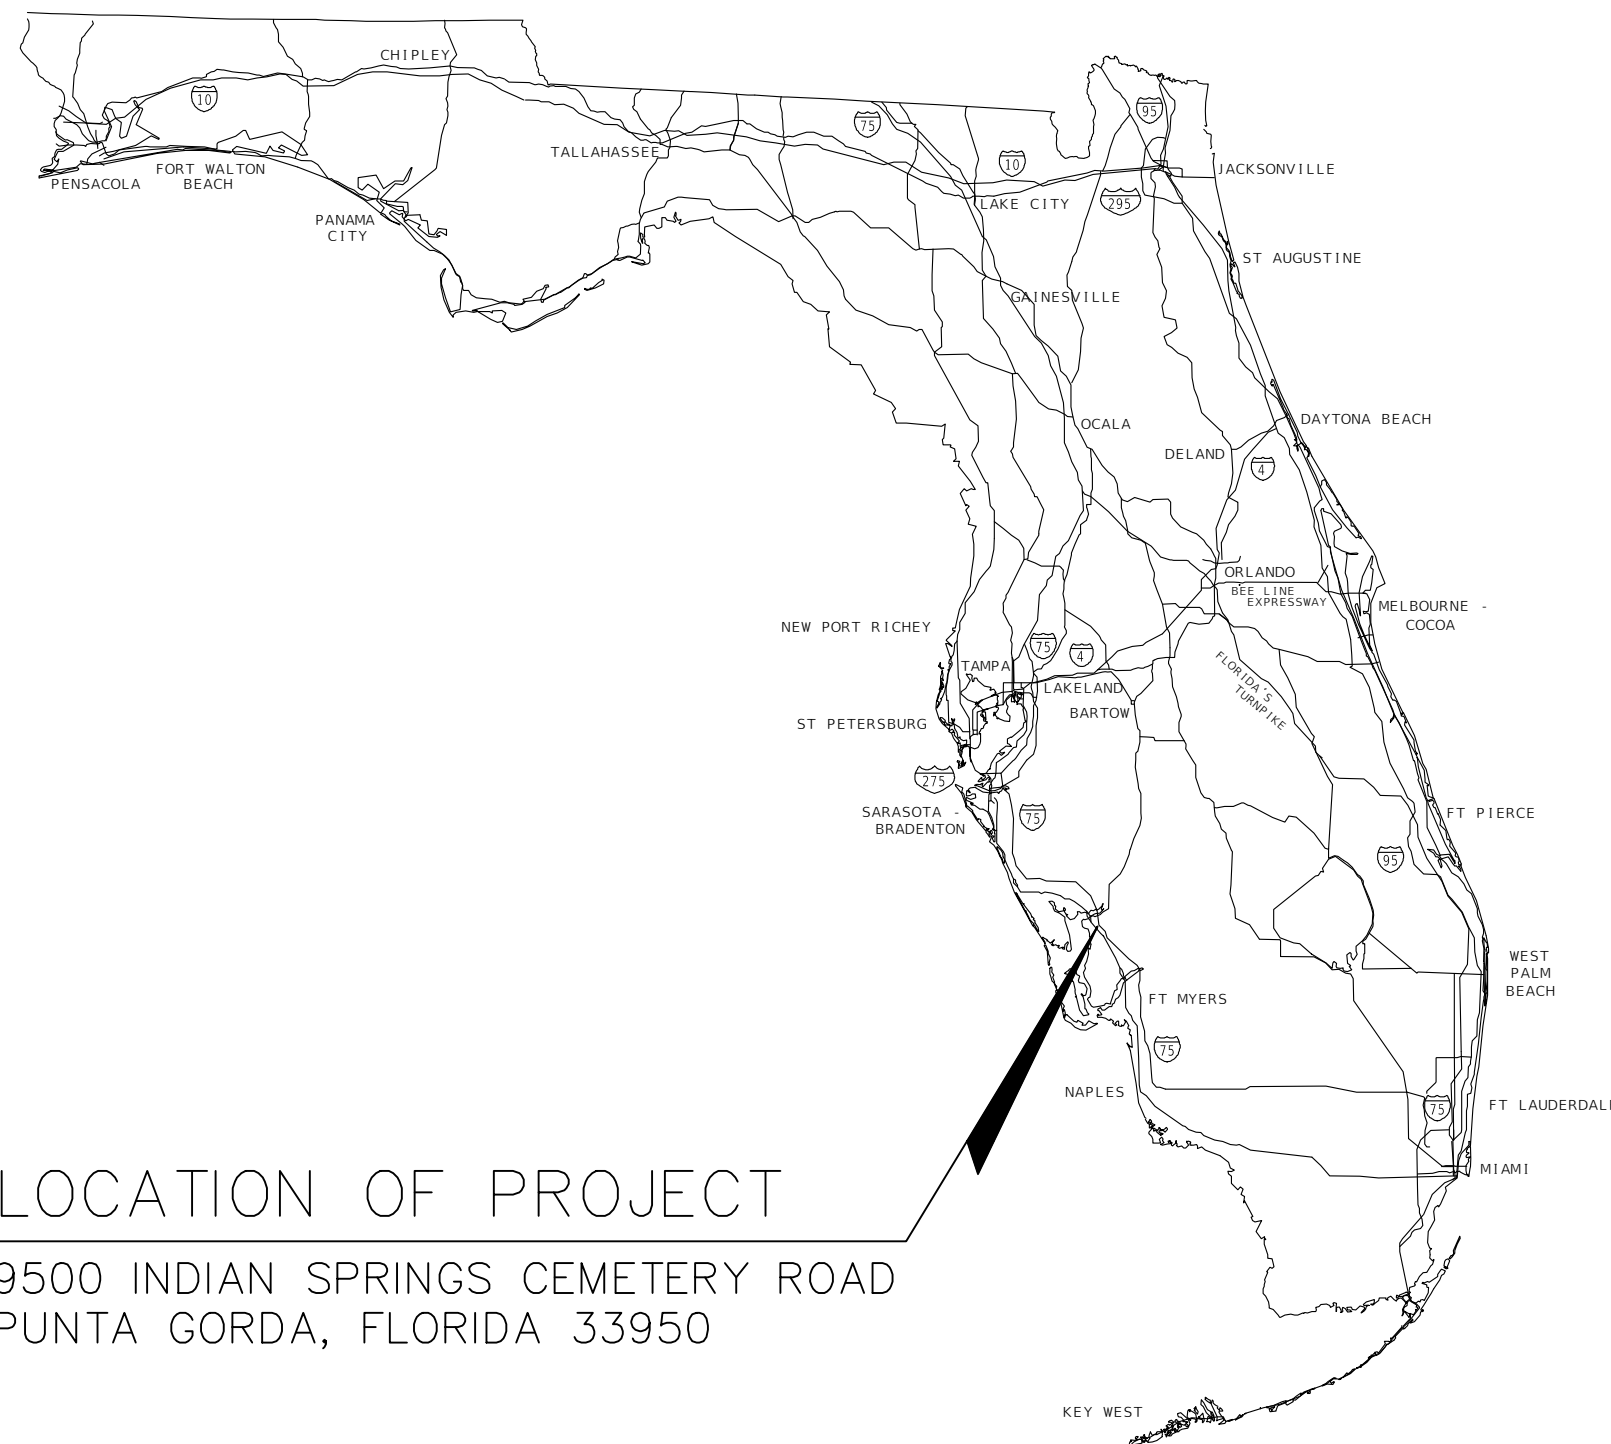 CHIPLEY
10
95
75
TALLAHASSEE
10
JACKSONVILLE
FORT WALTON
BEACH
PENSACOLA
LAKE CITY
295
PANAMA
CITY
ST AUGUSTINE
GAINESVILLE
OCALA
DAYTONA BEACH
DELAND
4
ORLANDO
BEE LINE
EXPRESSWAY
MELBOURNE -
COCOA
NEW PORT RICHEY
75
4
TAMPA
LAKELAND
BARTOW
FLORIDA'S
TURNPIKE
ST PETERSBURG
275
SARASOTA -
BRADENTON
75
FT PIERCE
95
WEST
PALM
BEACH
FT MYERS
75
NAPLES
75
FT LAUDERDAL
MIAMI
LOCATION OF PROJECT
9500 INDIAN SPRINGS CEMETERY ROAD
PUNTA GORDA, FLORIDA 33950
KEY WEST